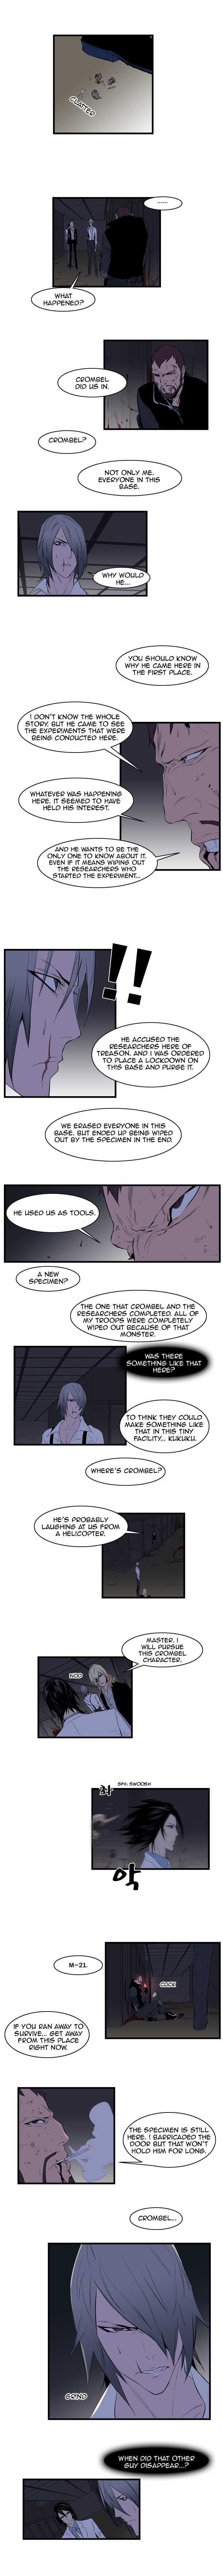 CLATTER
......
WHAT
HAPPENED?
CROMBEL
DID US IN.
CROMBEL?
NOT ONLY ME.
EVERYONE IN THIS
BASE.
WHY WOULD
HE...
YOU SHOULD KNOW
WHY HE CAME HERE IN
THE FIRST PLACE.
I DON'T KNOW THE WHOLE
STORY. BUT HE CAME TO SEE
THE EXPERIMENTS THAT WERE
BEING CONDUCTED HERE.
WHATEVER WAS HAPPENING
HERE. IT SEEMED TO HAVE
HELD HIS INTEREST.
AND HE WANTS TO BE THE
ONLY ONE TO KNOW ABOUT IT.
EVEN IF IT MEANS WIPING OUT
THE RESEARCHERS WHO
STARTED THE EXPERIMENT...
!!
HE ACCUSED THE
RESEARCHERS HERE OF
TREASON. AND I WAS ORDERED
TO PLACE A LOCKDOWN ON
THIS BASE AND PURGE IT.
WE ERASED EVERYONE IN THIS
BASE. BUT ENDED UP BEING WIPED
OUT BY THE SPECIMEN IN THE END.
HE USED US AS TOOLS.
A NEW
SPECIMEN?
THE ONE THAT CROMBEL AND THE
RESEARCHERS COMPLETED. ALL OF
MY TROOPS WERE COMPLETELY
WIPED OUT BECAUSE OF THAT
MONSTER.
WAS THERE
SOMETHING LIKE THAT
HERE?
TO THINK THEY COULD
MAKE SOMETHING LIKE
THAT IN THIS TINY
FACILITY... KUKUKU.
WHERE'S CROMBEL?
HE'S PROBABLY
LAUGHING AT US FROM
A HELICOPTER.
MASTER. I
WILL PURSUE
THIS CROMBEL
CHARACTER.
NOD
SFX: SWOOSH
촤
악
M-21.
CLICK
IF YOU RAN AWAY TO
SURVIVE... GET AWAY
FROM THIS PLACE
RIGHT NOW.
THE SPECIMEN IS STILL
HERE. I BARRICADED THE
DOOR BUT THAT WON'T
HOLD HIM FOR LONG.
CROMBEL...
GRIND
WHEN DID THAT OTHER
GUY DISAPPEAR...?